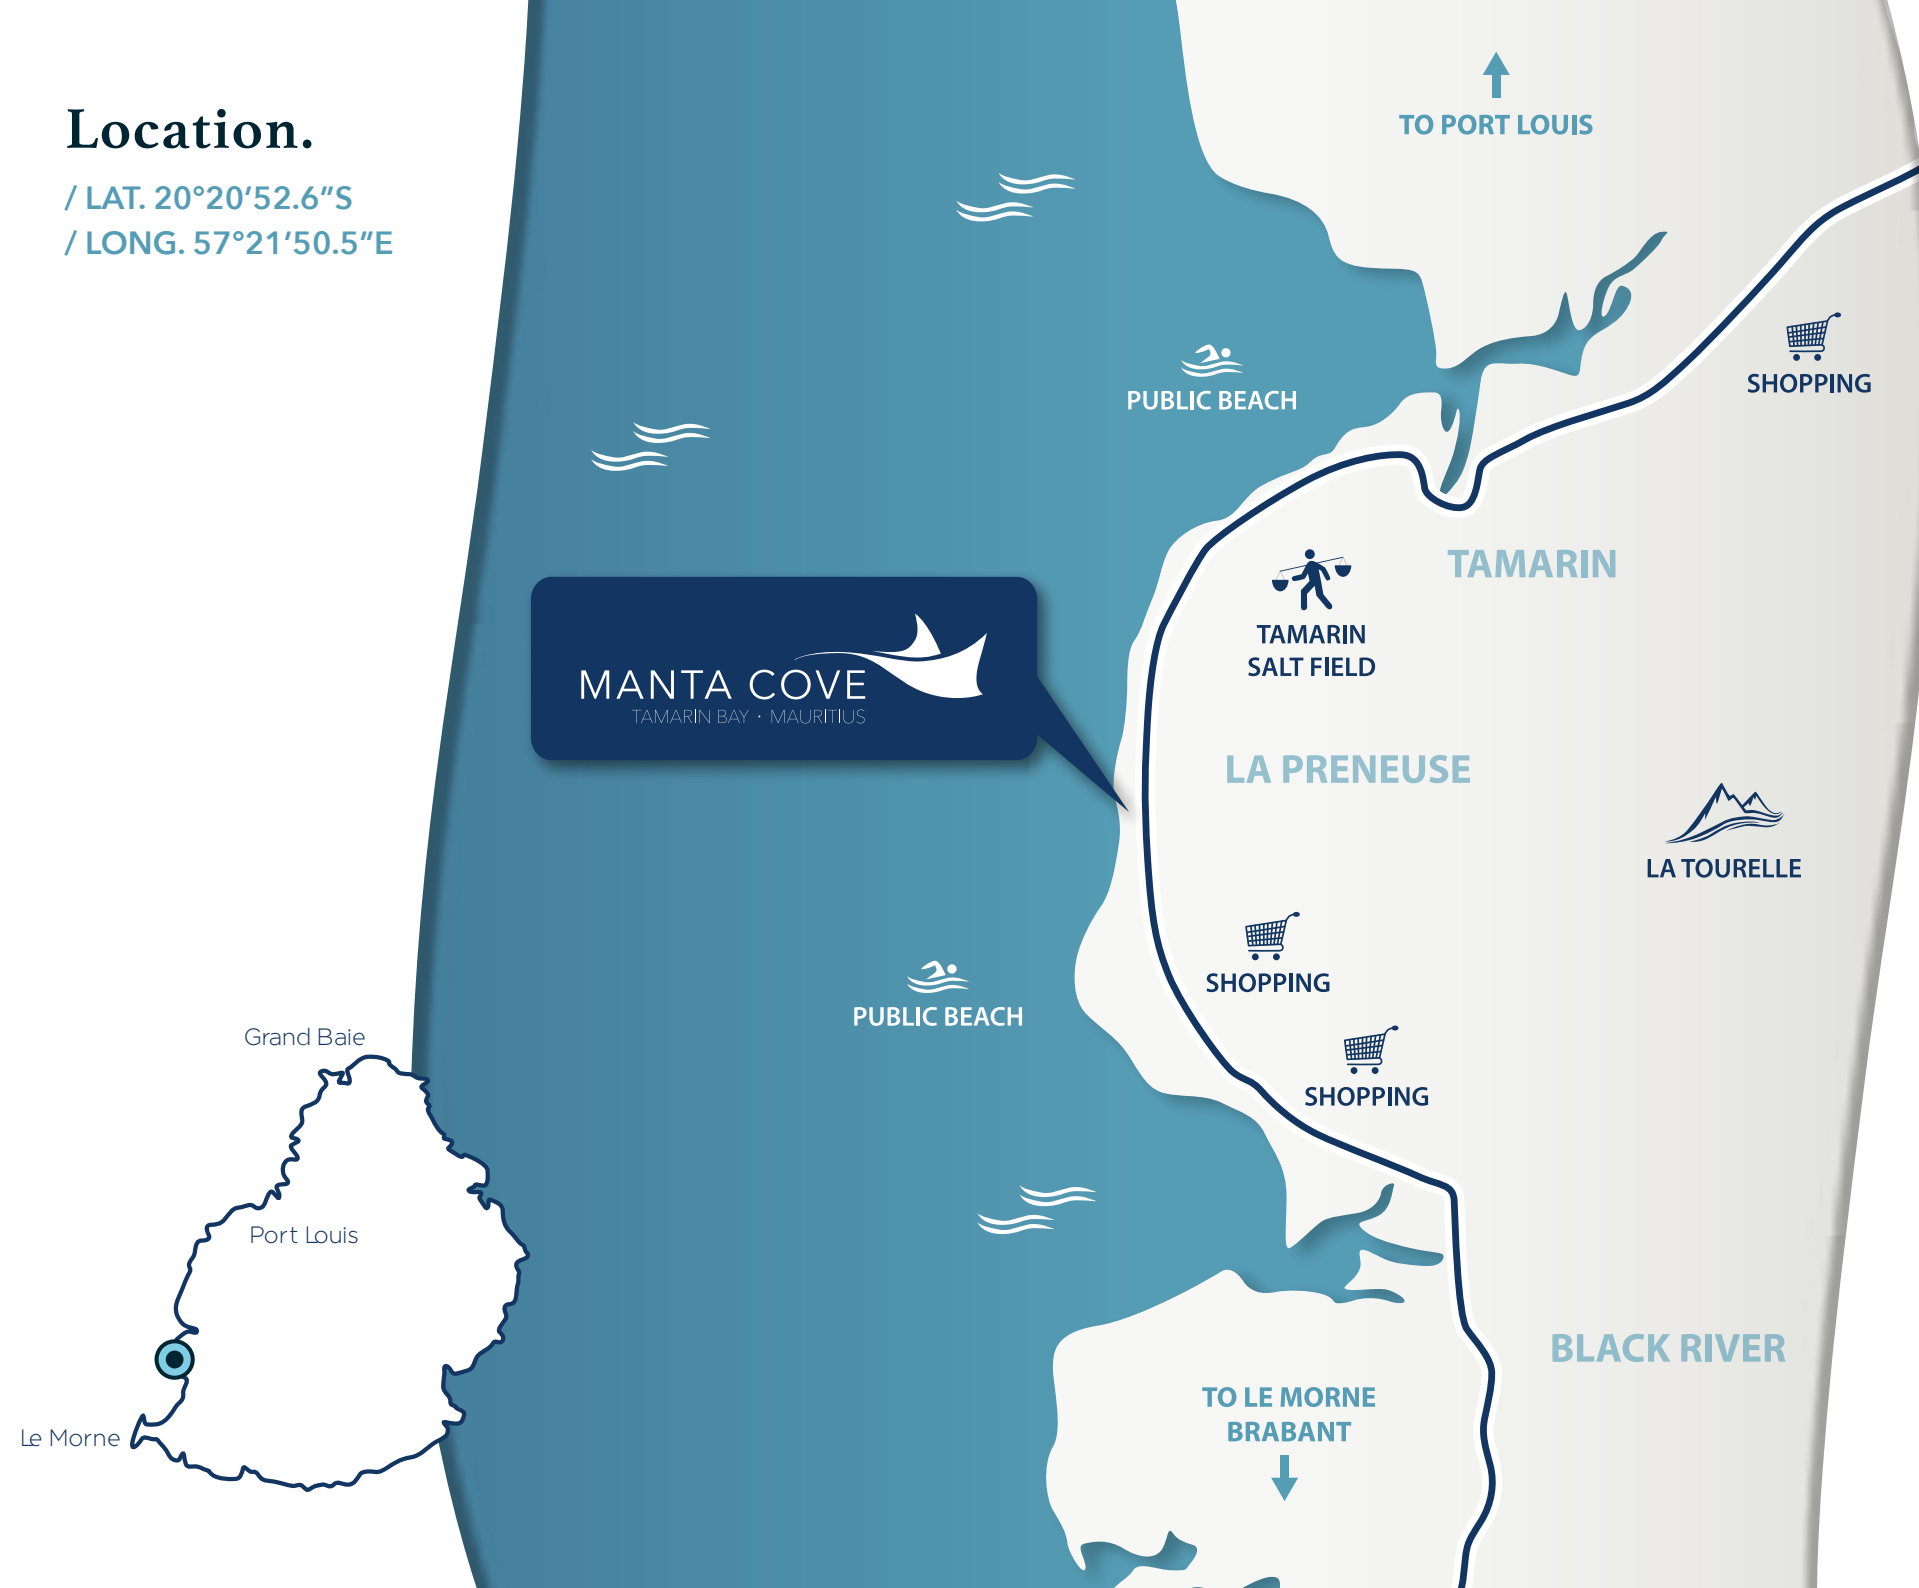 Location.
/ LAT. 20°20'52.6"S
/ LONG. 57°21'50.5"E
TO PORT LOUIS
SHOPPING
PUBLIC BEACH
TAMARIN
TAMARIN
SALT FIELD
MANTA COVE
TAMARIN BAY · MAURITIUS
LA PRENEUSE
LA TOURELLE
SHOPPING
PUBLIC BEACH
SHOPPING
Grand Baie
Port Louis
Le Morne
BLACK RIVER
TO LE MORNE
BRABANT